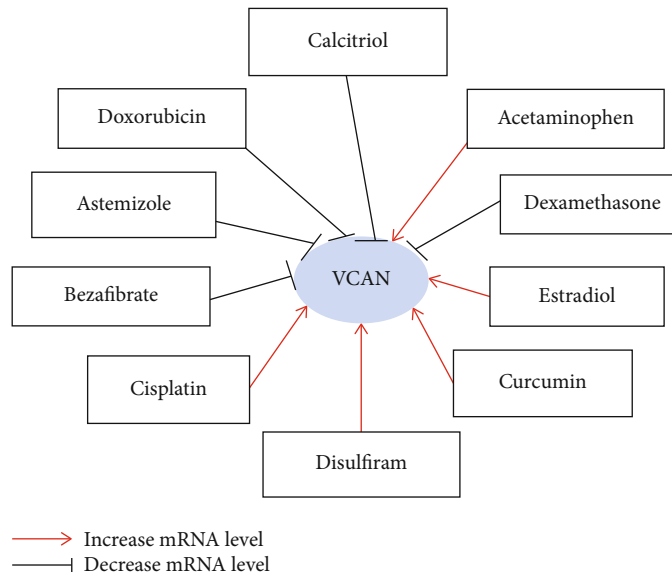 Calcitriol
Doxorubicin
Acetaminophen
Astemizole
Dexamethasone
Bezafibrate
VCAN
Estradiol
Cisplatin
Curcumin
Disulfiram
Increase mRNA level
Decrease mRNA level